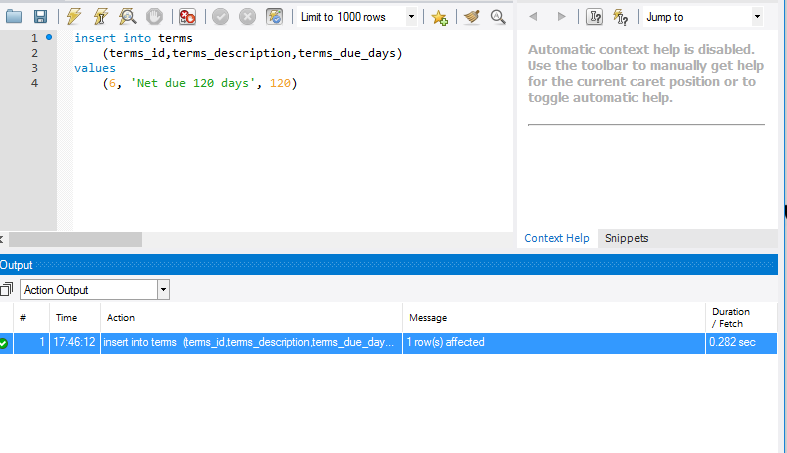 Limit to 1000 rows
Jump to
1 insert into terms
2 (terms_id,terms_description,terms_due_days)
3 values
4 (6, 'Net due 120 days', 120)
Automatic context help is disabled.
Use the toolbar to manually get help
for the current caret position or to
toggle automatic help.
Context Help Snippets
Output
Action Output
# Time Action Message Duration
/ Fetch
1 17:46:12 insert into terms (terms_id,terms_description,terms_due_day... 1 row(s) affected 0.282 sec